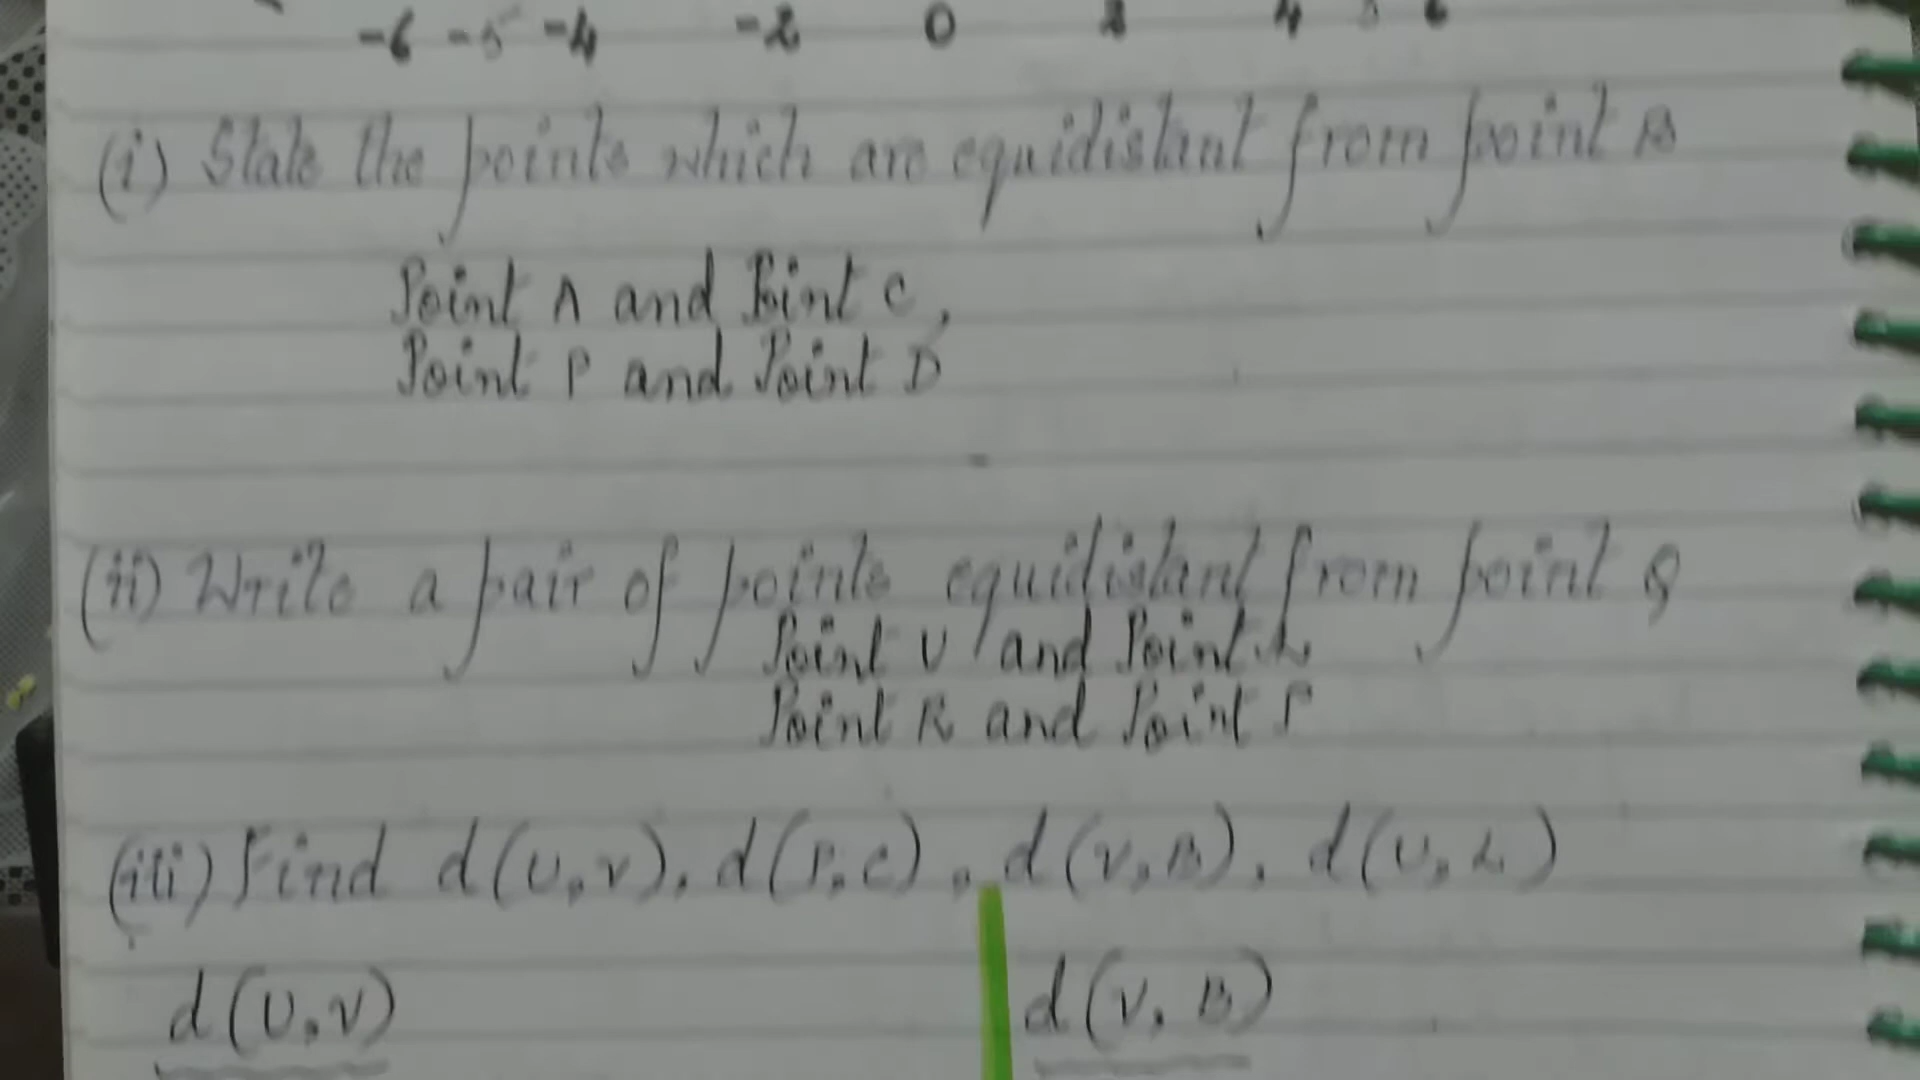 -6 -5 -4 -2 0 2 4 5 6
(i) State the points which are equidistant from point B
Point A and Point C,
Point P and Point D
(ii) Write a pair of points equidistant from point Q
Point U and Point L
Point R and Point P
(iii) Find d(U,V), d(P,C), d(V,B), d(U,L)
d(U,V) d(V,B)